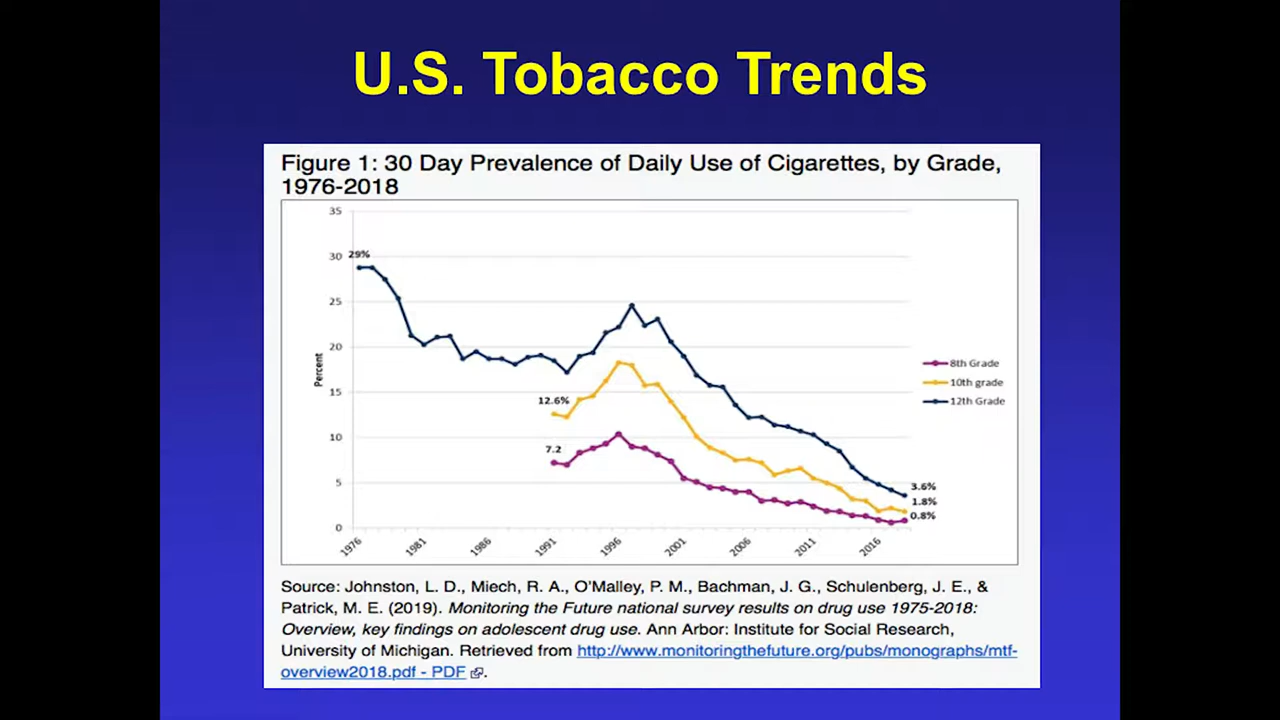 U.S. Tobacco Trends
Figure 1: 30 Day Prevalence of Daily Use of Cigarettes, by Grade,
1976-2018
35
30
25
20
15
10
5
0
Percent
29%
12.6%
7.2
3.6%
1.8%
0.8%
8th Grade
10th grade
12th Grade
1976
1981
1986
1991
1996
2001
2006
2011
2016
Source: Johnston, L. D., Miech, R. A., O'Malley, P. M., Bachman, J. G., Schulenberg, J. E., &
Patrick, M. E. (2019). Monitoring the Future national survey results on drug use 1975-2018:
Overview, key findings on adolescent drug use. Ann Arbor: Institute for Social Research,
University of Michigan. Retrieved from http://www.monitoringthefuture.org/pubs/monographs/mtf-
overview2018.pdf - PDF .